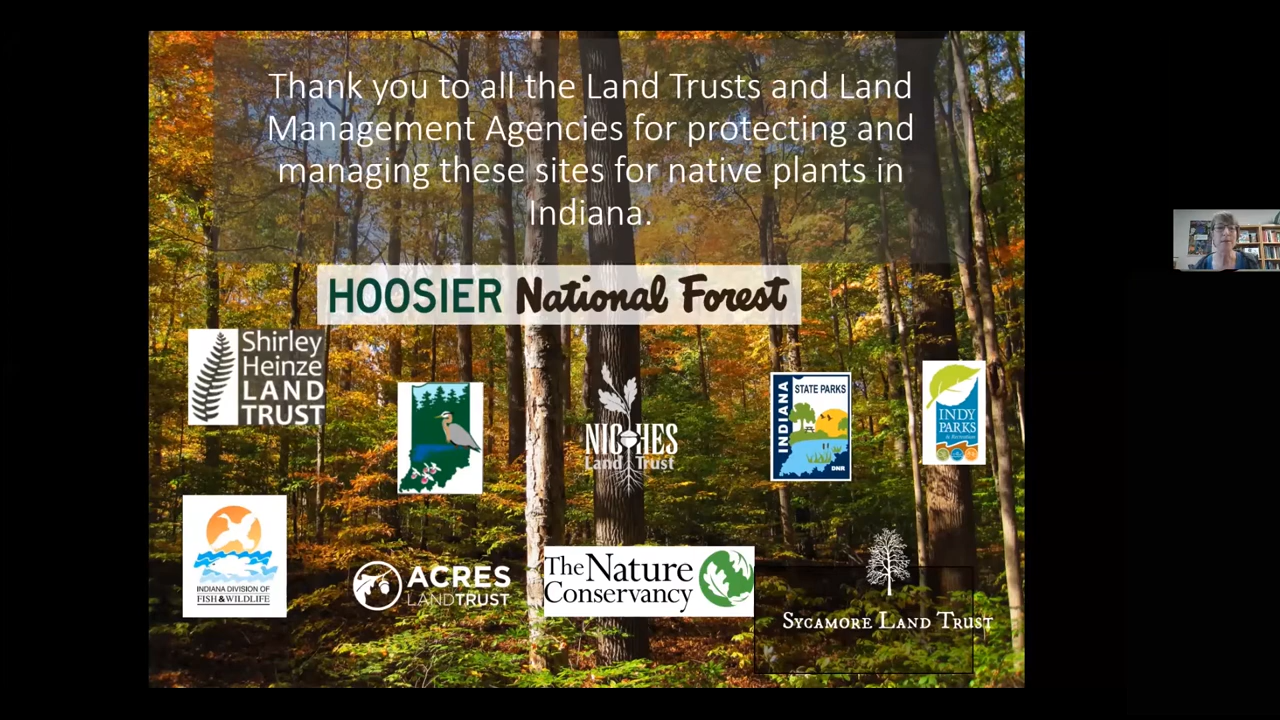 Thank you to all the Land Trusts and Land
Management Agencies for protecting and
managing these sites for native plants in
Indiana.
HOOSIER National Forest
Shirley
Heinze
LAND
TRUST
NICHES
Land Trust
INDIANA
STATE PARKS
DNR
INDY
PARKS
& Recreation
INDIANA DIVISION OF
FISH & WILDLIFE
ACRES
LANDTRUST
The Nature
Conservancy
SYCAMORE LAND TRUST